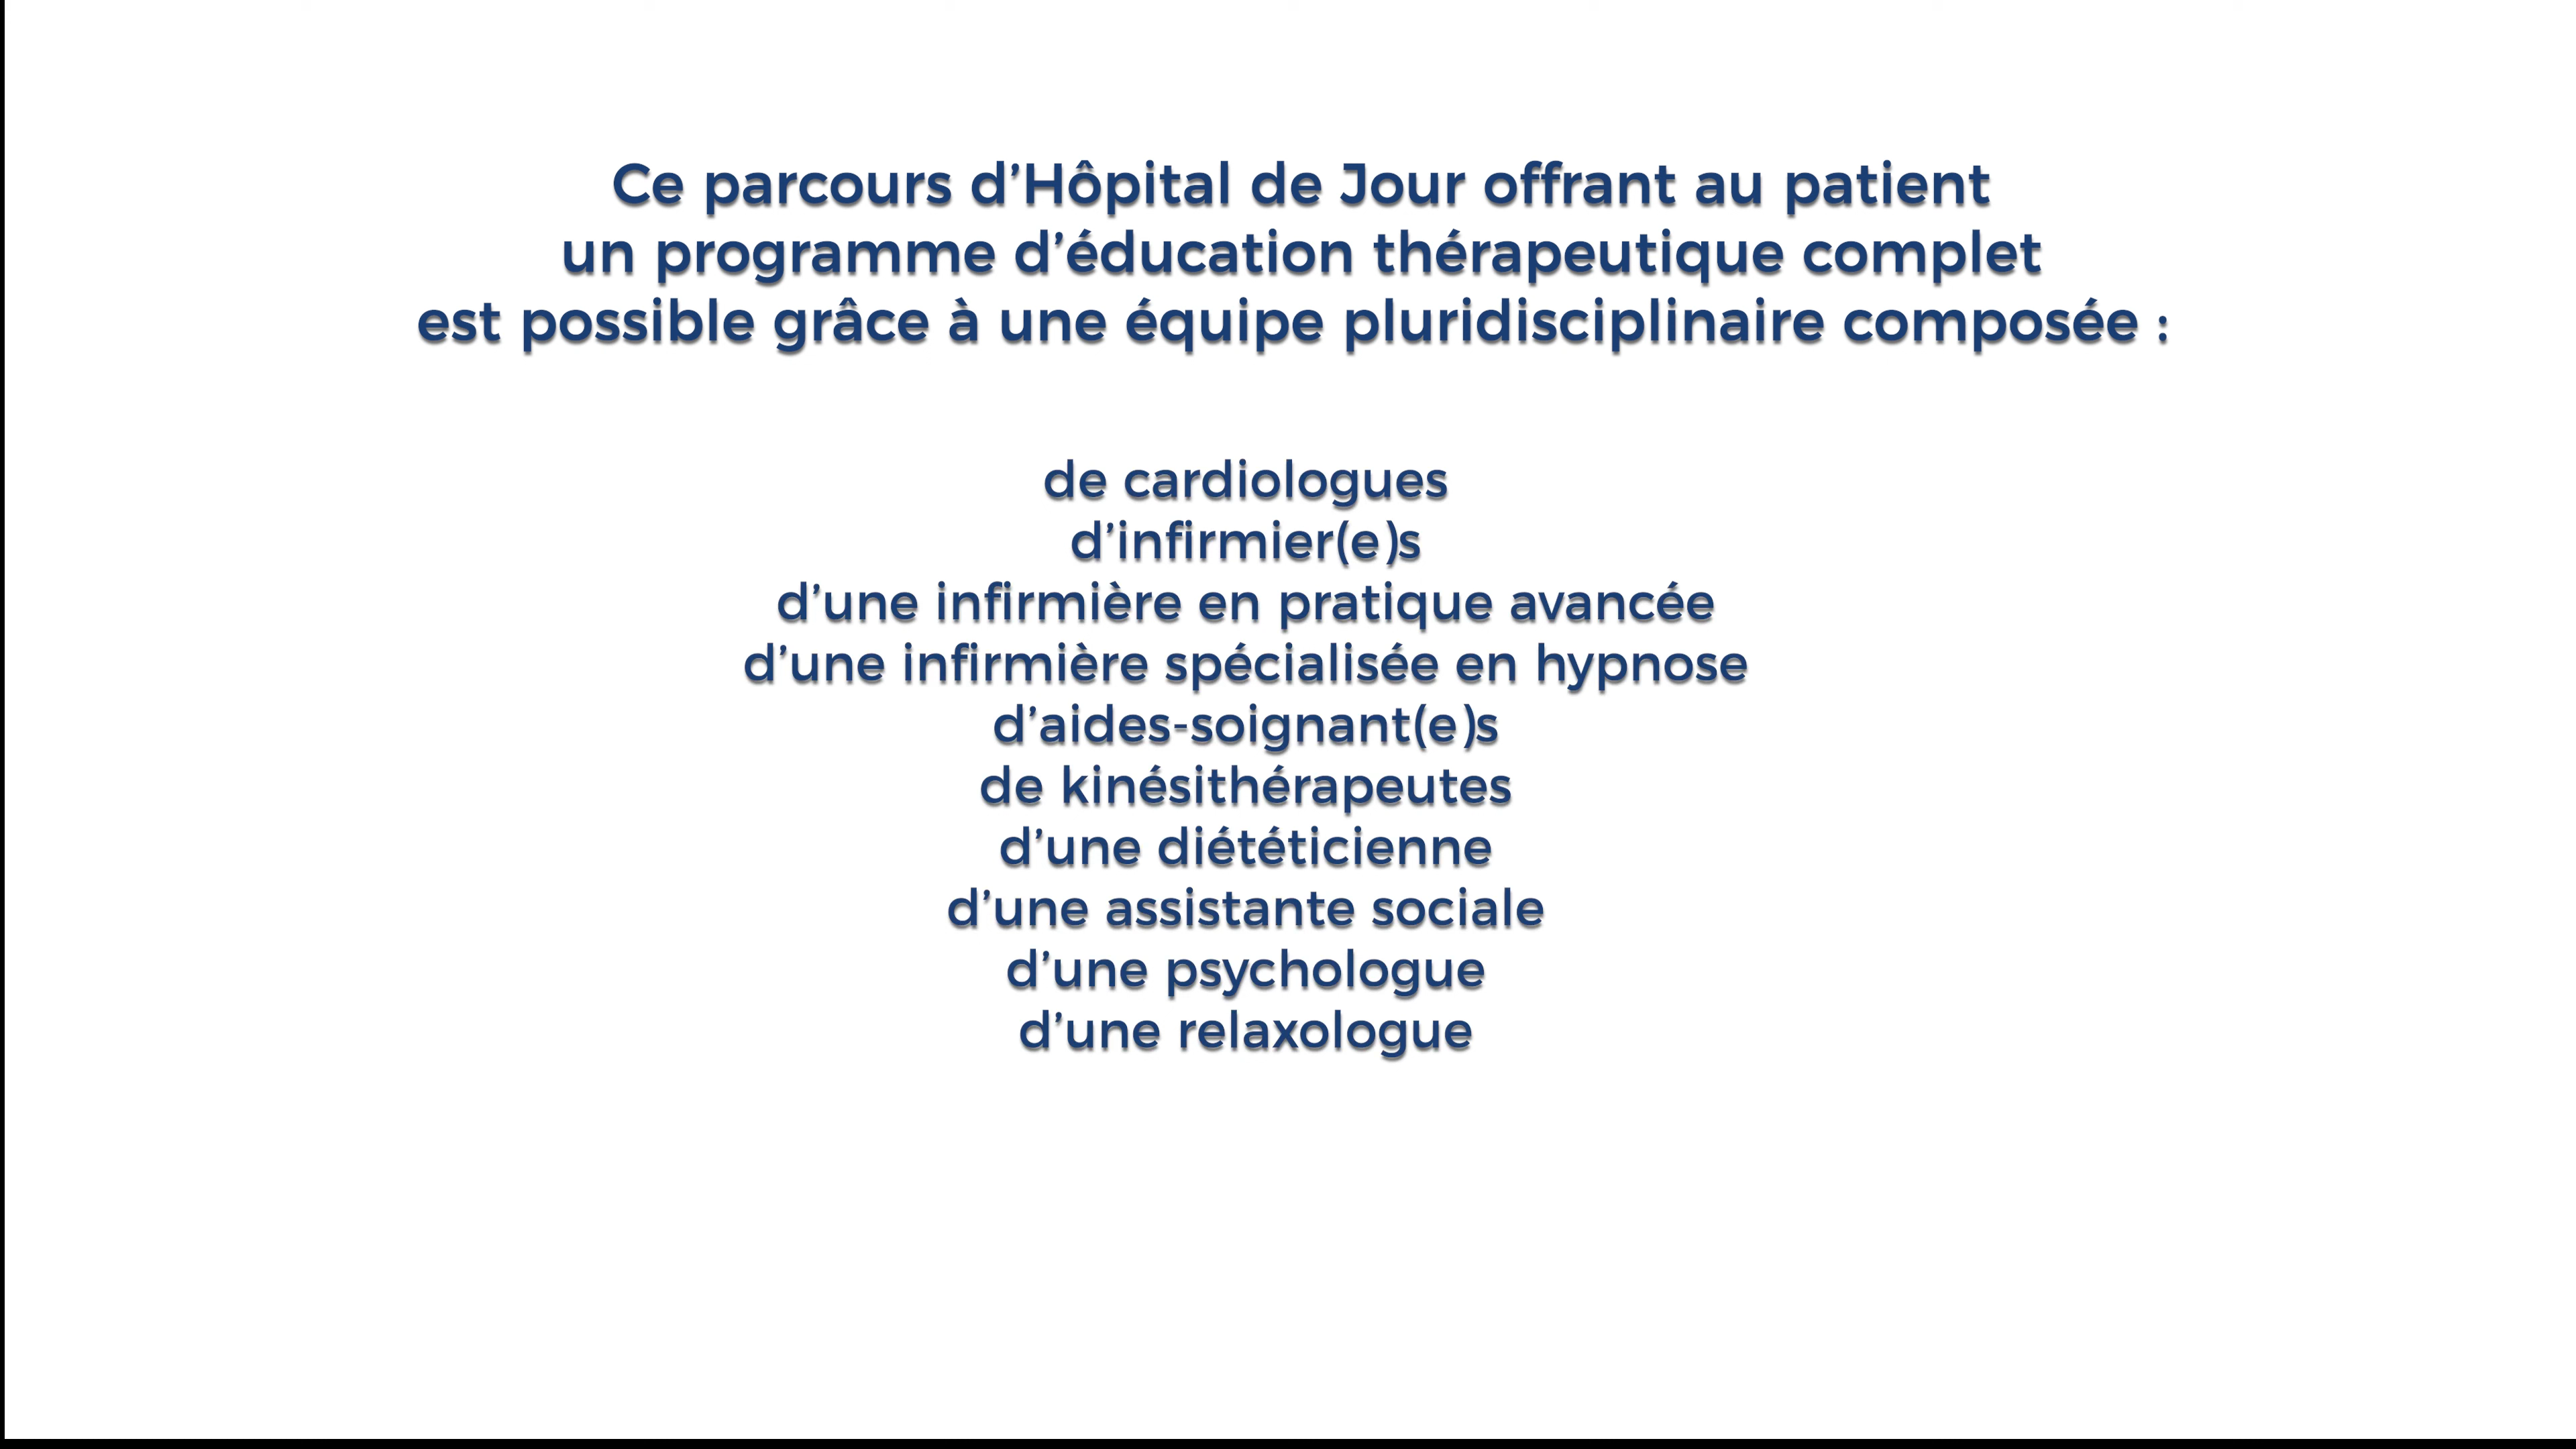 Ce parcours d’Hôpital de Jour offrant au patient
un programme d’éducation thérapeutique complet
est possible grâce à une équipe pluridisciplinaire composée :
de cardiologues
d’infirmier(e)s
d’une infirmière en pratique avancée
d’une infirmière spécialisée en hypnose
d’aides-soignant(e)s
de kinésithérapeutes
d’une diététicienne
d’une assistante sociale
d’une psychologue
d’une relaxologue